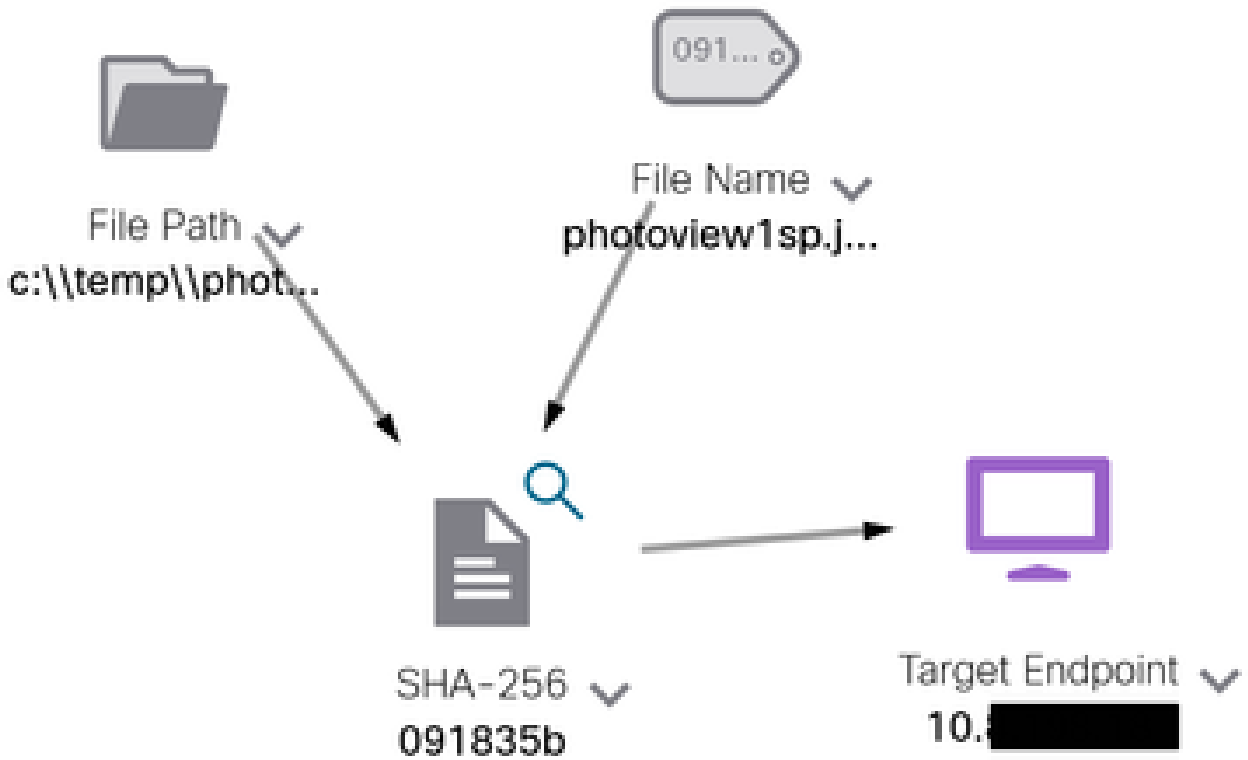 091...
File Name
photoview1sp.j...
File Path
c:\\temp\\phot...
SHA-256
091835b
Target Endpoint
10.